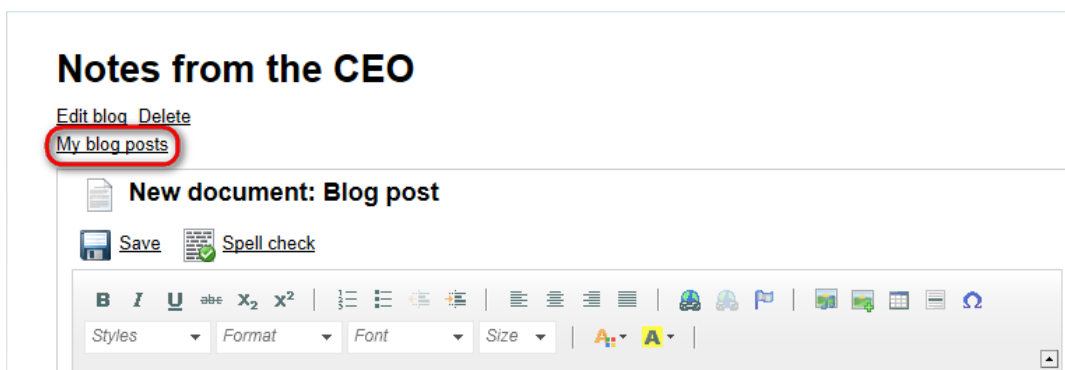 Notes from the CEO
Edit blog Delete
My blog posts
New document: Blog post
Save Spell check
B I U abc X₂ X²
Styles Format Font Size A A